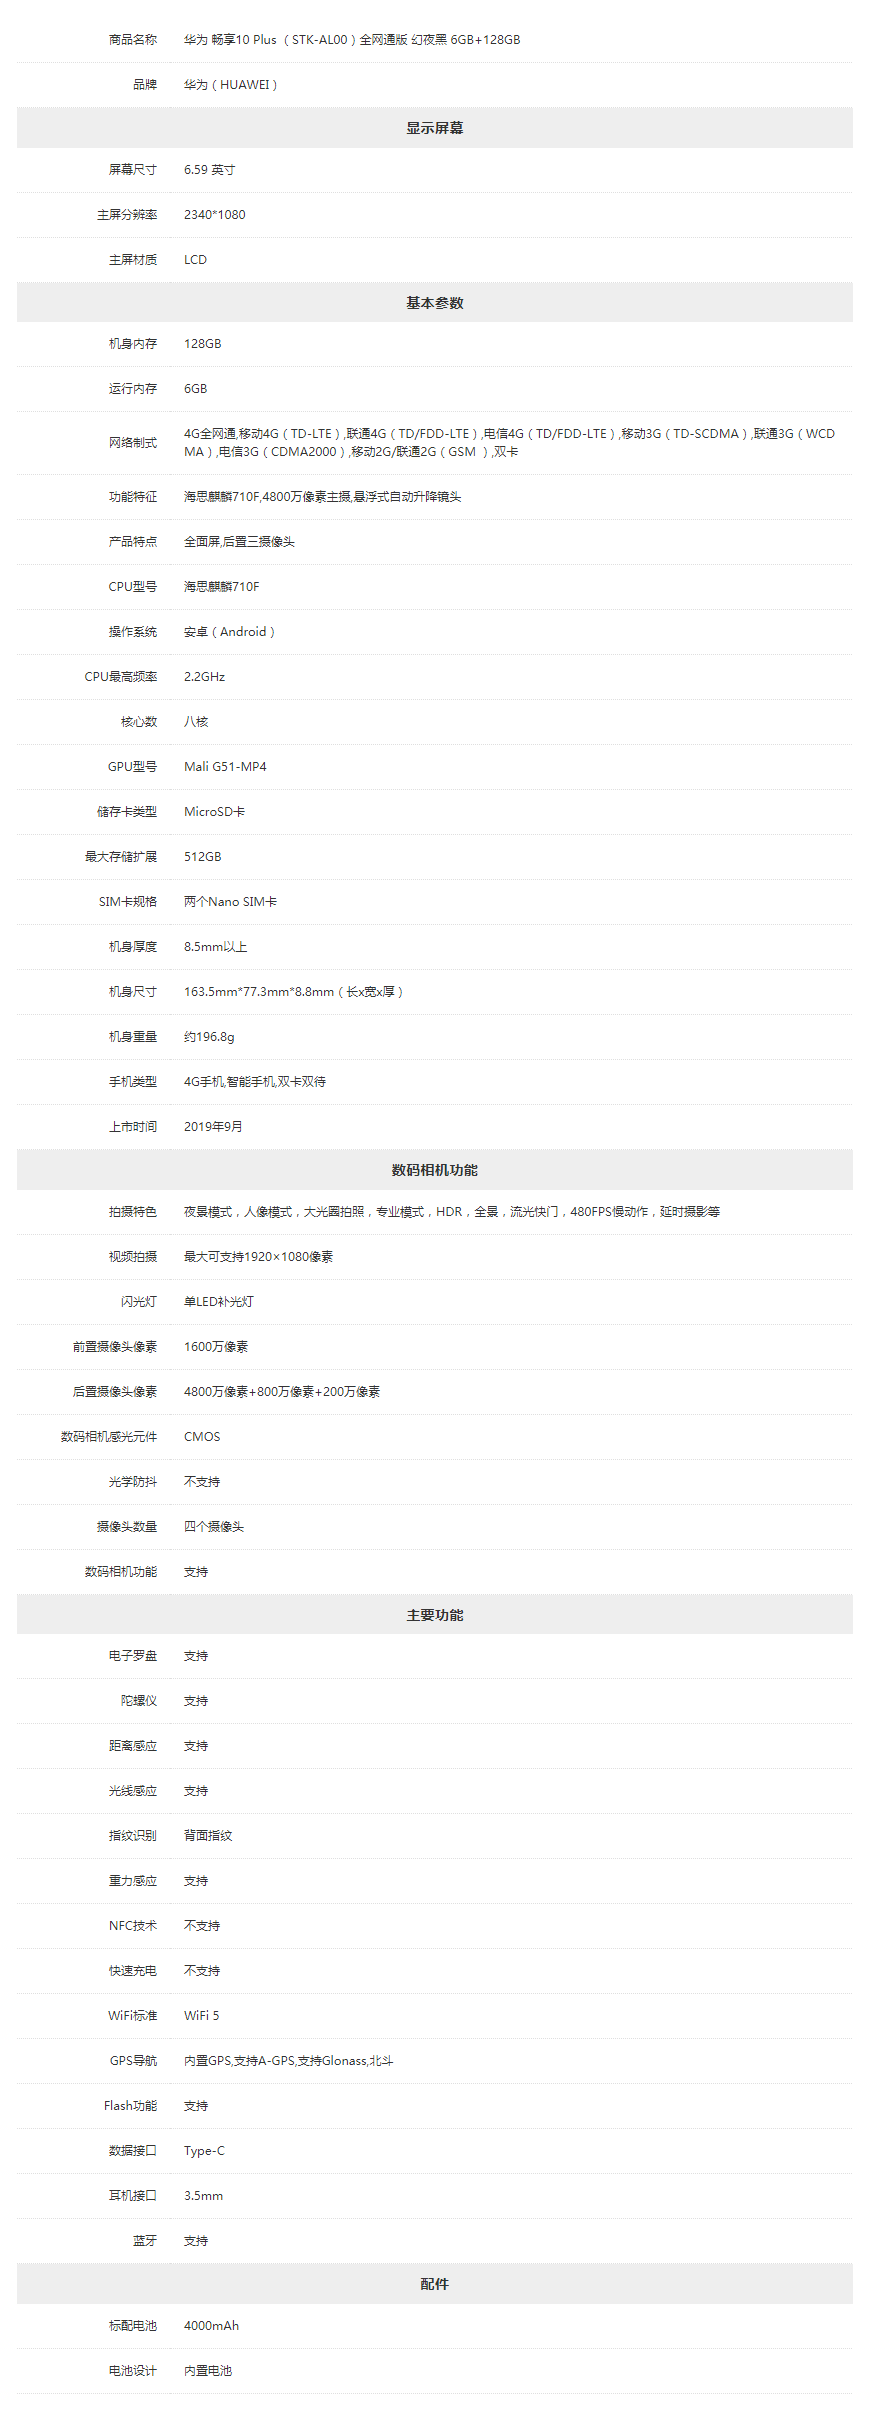 商品名称 华为 畅享10 Plus （STK-AL00）全网通版 幻夜黑 6GB+128GB
品牌 华为（HUAWEI）
显示屏幕
屏幕尺寸 6.59 英寸
主屏分辨率 2340*1080
主屏材质 LCD
基本参数
机身内存 128GB
运行内存 6GB
网络制式 4G全网通,移动4G（TD-LTE）,联通4G（TD/FDD-LTE）,电信4G（TD/FDD-LTE）,移动3G（TD-SCDMA）,联通3G（WCD
MA）,电信3G（CDMA2000）,移动2G/联通2G（GSM ）,双卡
功能特征 海思麒麟710F,4800万像素主摄,悬浮式自动升降镜头
产品特点 全面屏,后置三摄像头
CPU型号 海思麒麟710F
操作系统 安卓（Android）
CPU最高频率 2.2GHz
核心数 八核
GPU型号 Mali G51-MP4
储存卡类型 MicroSD卡
最大存储扩展 512GB
SIM卡规格 两个Nano SIM卡
机身厚度 8.5mm以上
机身尺寸 163.5mm*77.3mm*8.8mm（长x宽x厚）
机身重量 约196.8g
手机类型 4G手机,智能手机,双卡双待
上市时间 2019年9月
数码相机功能
拍摄特色 夜景模式，人像模式，大光圈拍照，专业模式，HDR，全景，流光快门，480FPS慢动作，延时摄影等
视频拍摄 最大可支持1920×1080像素
闪光灯 单LED补光灯
前置摄像头像素 1600万像素
后置摄像头像素 4800万像素+800万像素+200万像素
数码相机感光元件 CMOS
光学防抖 不支持
摄像头数量 四个摄像头
数码相机功能 支持
主要功能
电子罗盘 支持
陀螺仪 支持
距离感应 支持
光线感应 支持
指纹识别 背面指纹
重力感应 支持
NFC技术 不支持
快速充电 不支持
WiFi标准 WiFi 5
GPS导航 内置GPS,支持A-GPS,支持Glonass,北斗
Flash功能 支持
数据接口 Type-C
耳机接口 3.5mm
蓝牙 支持
配件
标配电池 4000mAh
电池设计 内置电池